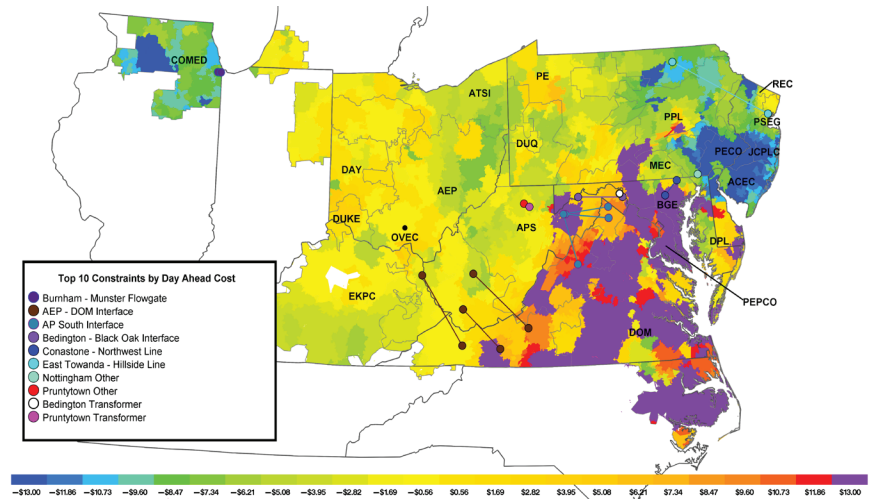 COMED
PE
ATSI
REC
PPL
PSEG
DUQ
PECO
JCPLC
MEC
DAY
AEP
ACEC
BGE
DUKE
APS
OVEC
DPL
EKPC
PEPCO
DOM
Top 10 Constraints by Day Ahead Cost
Burnham - Munster Flowgate
AEP - DOM Interface
AP South Interface
Bedington - Black Oak Interface
Conastone - Northwest Line
East Towanda - Hillside Line
Nottingham Other
Pruntytown Other
Bedington Transformer
Pruntytown Transformer
–$13.00 –$11.86 –$10.73 –$9.60 –$8.47 –$7.34 –$6.21 –$5.08 –$3.95 –$2.82 –$1.69 –$0.56 $0.56 $1.69 $2.82 $3.95 $5.08 $6.21 $7.34 $8.47 $9.60 $10.73 $11.86 $13.00